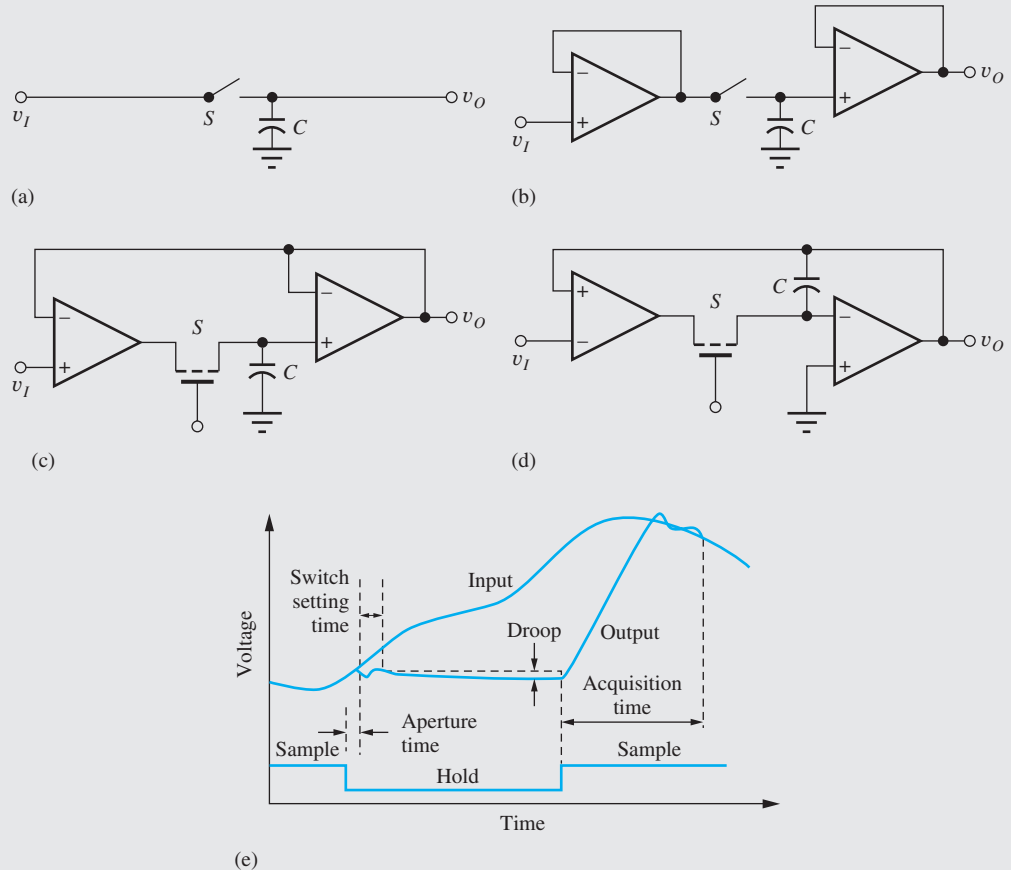 v_I
S
C
v_O
(a)
−
+
v_I
S
C
−
+
v_O
(b)
−
+
v_I
S
C
−
+
v_O
(c)
+
−
v_I
S
C
−
+
v_O
(d)
Voltage
Switch
setting
time
Input
Droop
Output
Acquisition
time
Aperture
time
Sample
Hold
Sample
Time
(e)